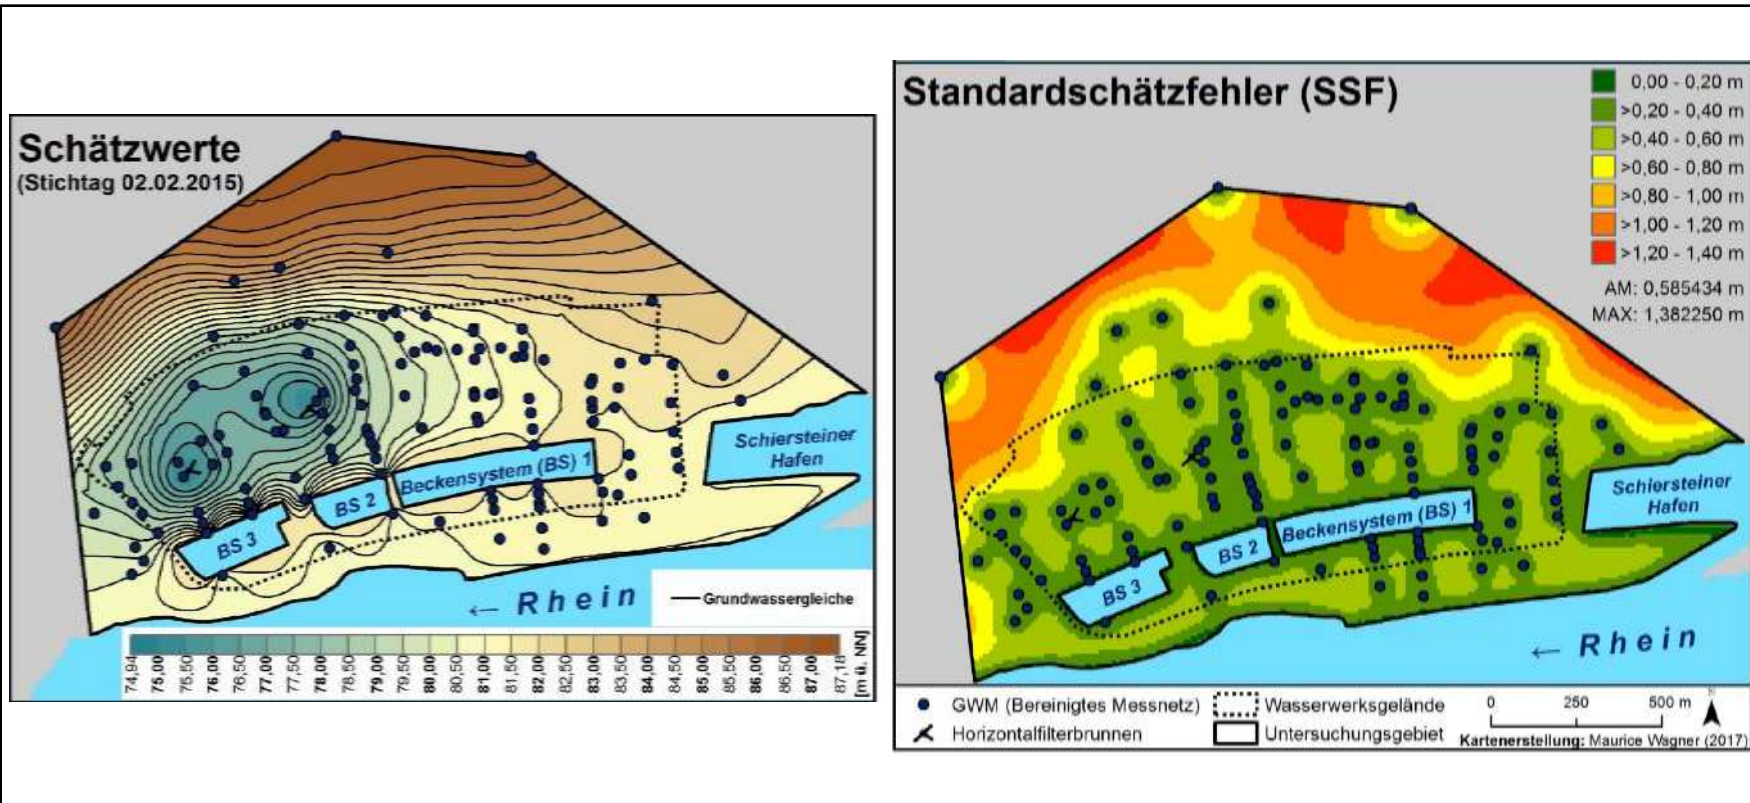 Schätzwerte
(Stichtag 02.02.2015)
Schiersteiner
Hafen
Beckensystem (BS) 1
BS 2
BS 3
← Rhein
Grundwassergleiche
74,94
75,00
75,50
76,00
76,50
77,00
77,50
78,00
78,50
79,00
79,50
80,00
80,50
81,00
81,50
82,00
82,50
83,00
83,50
84,00
84,50
85,00
85,50
86,00
86,50
87,00
87,18
[m ü. NN]
Standardschätzfehler (SSF)
0,00 - 0,20 m
>0,20 - 0,40 m
>0,40 - 0,60 m
>0,60 - 0,80 m
>0,80 - 1,00 m
>1,00 - 1,20 m
>1,20 - 1,40 m
AM: 0,585434 m
MAX: 1,382250 m
Schiersteiner
Hafen
Beckensystem (BS) 1
BS 2
BS 3
← Rhein
GWM (Bereinigtes Messnetz)
Wasserwerksgelände
0 250 500 m
Horizontalfilterbrunnen
Untersuchungsgebiet
Kartenerstellung: Maurice Wagner (2017)